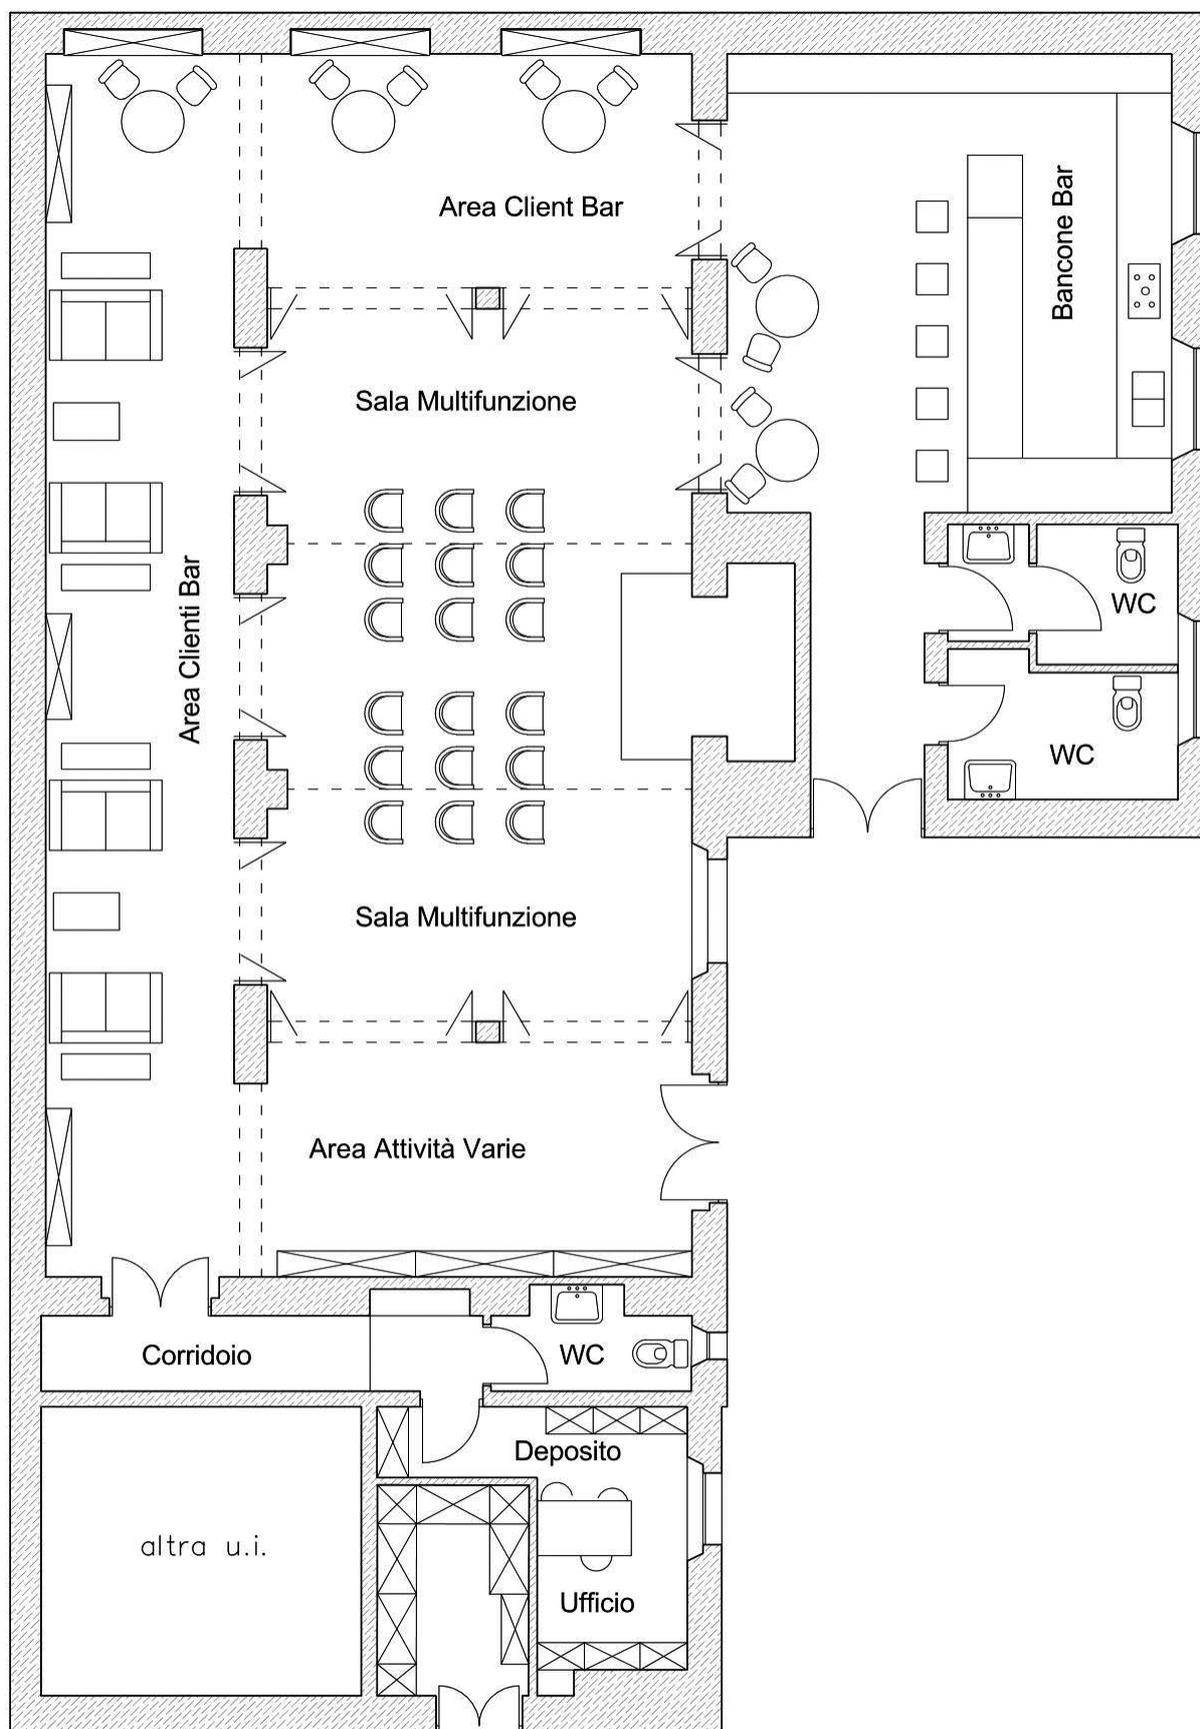 Area Client Bar
Bancone Bar
Sala Multifunzione
Area Clienti Bar
WC
WC
Sala Multifunzione
Area Attività Varie
Corridoio
WC
Deposito
altra u.i.
Ufficio